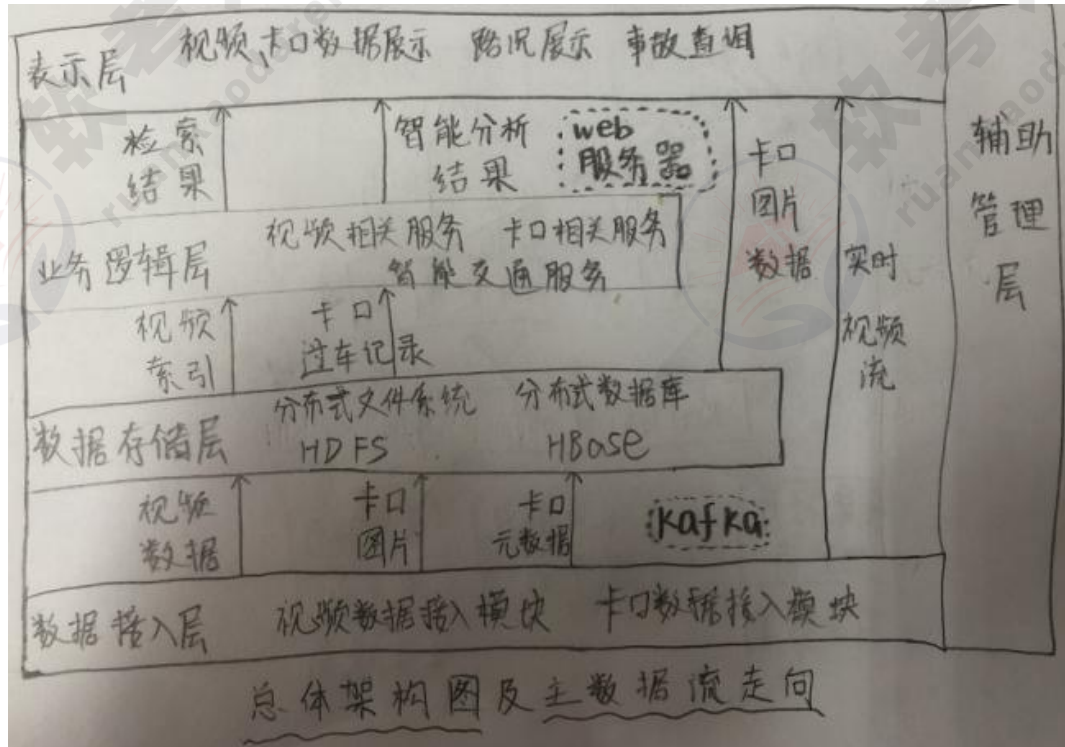 表示层 视频、卡口数据展示 路况展示 事故查询
检索
结果
智能分析
结果
web
服务器
卡口
图片
数据
实时
视频
流
辅助
管理
层
业务逻辑层 视频相关服务 卡口相关服务
智能交通服务
视频
索引
卡口
过车记录
数据存储层 分布式文件系统 分布式数据库
HDFS HBase
视频
数据
卡口
图片
卡口
元数据
Kafka
数据接入层 视频数据接入模块 卡口数据接入模块
总体架构图及主数据流走向